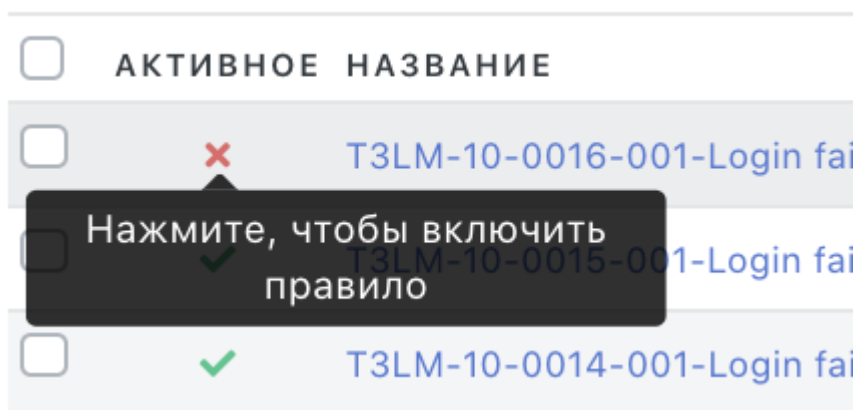 АКТИВНОЕ НАЗВАНИЕ
T3LM-10-0016-001-Login fai
Нажмите, чтобы включить
правило
T3LM-10-0015-001-Login fai
T3LM-10-0014-001-Login fai